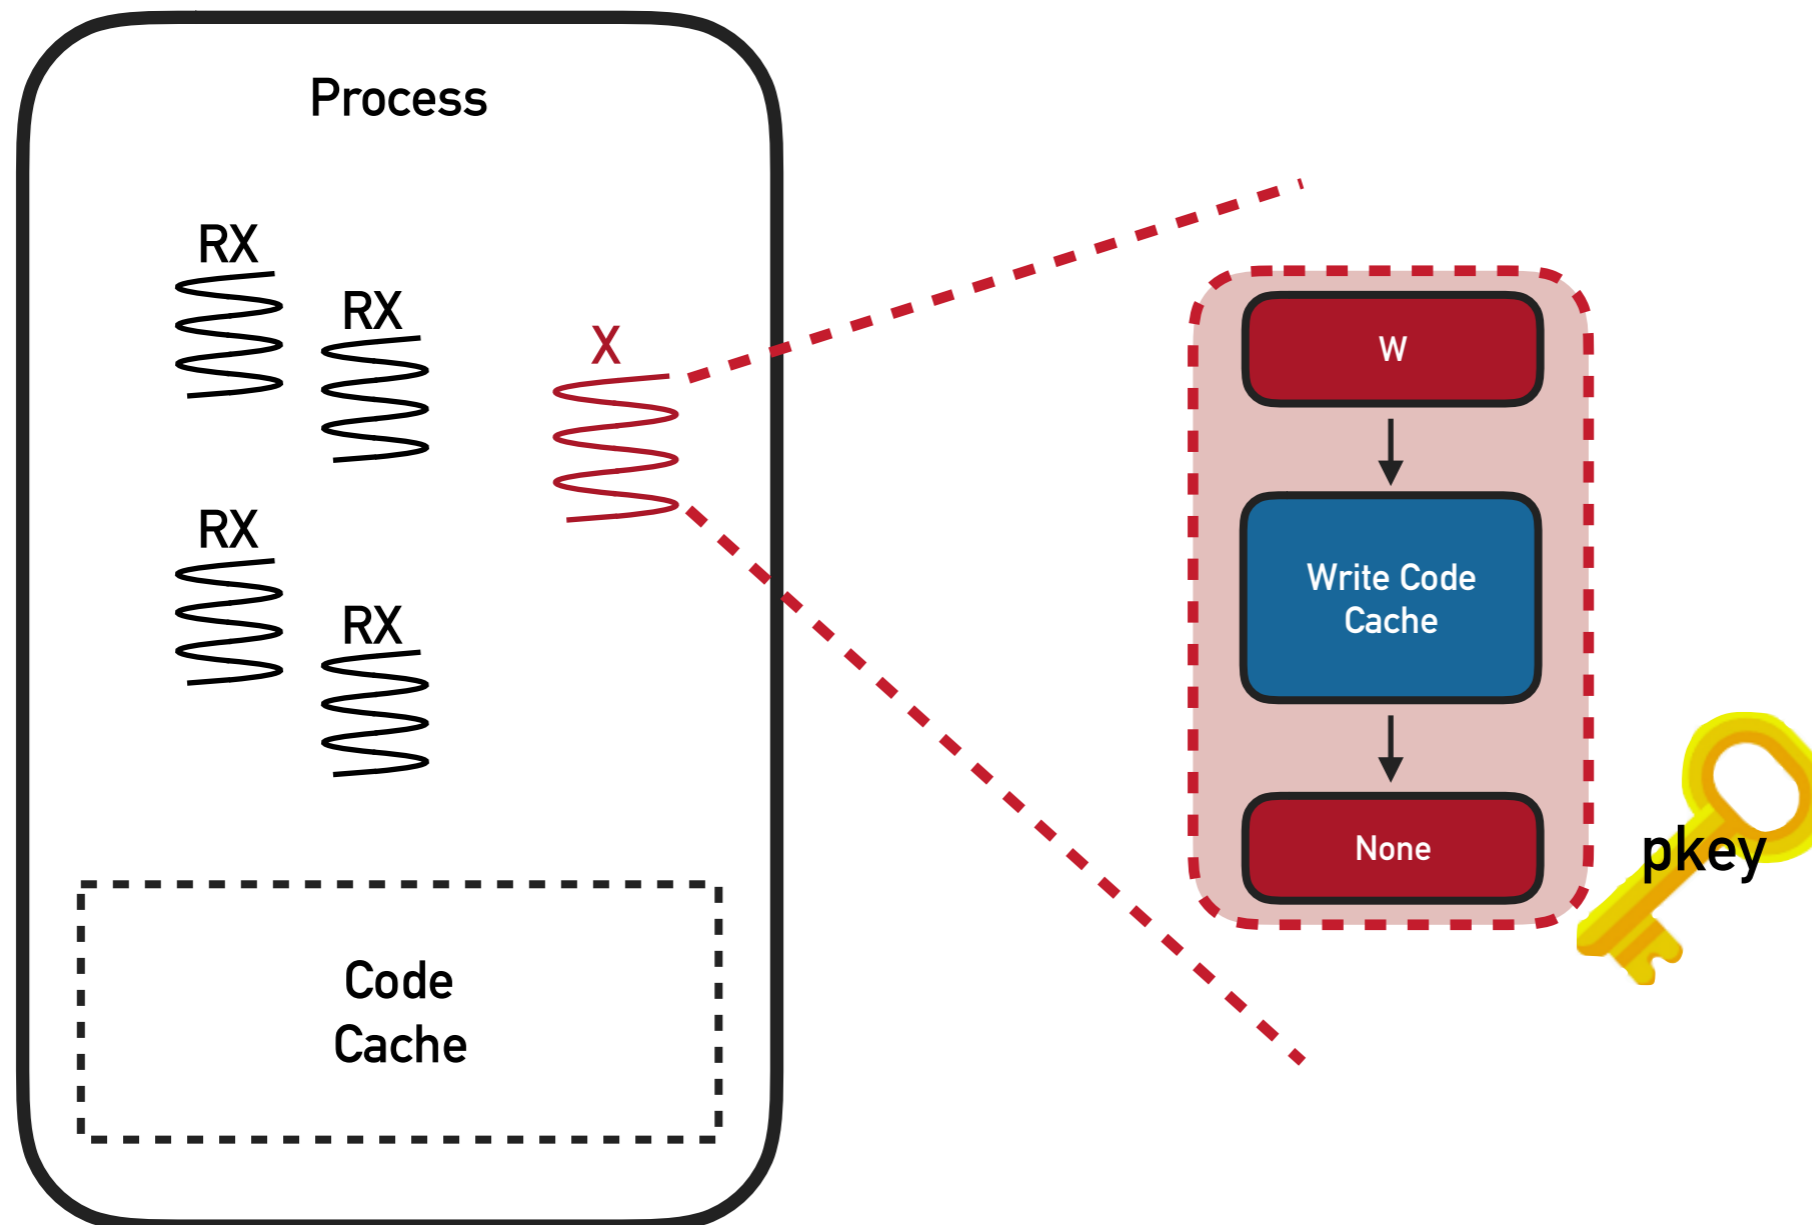 Process
RX
RX
X
RX
RX
Code
Cache
W
Write Code
Cache
None
pkey